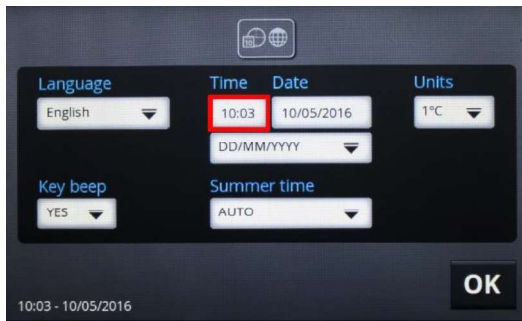 10
Language Time Date Units
English 10:03 10/05/2016 1°C
DD/MM/YYYY
Key beep Summer time
YES AUTO
OK
10:03 - 10/05/2016